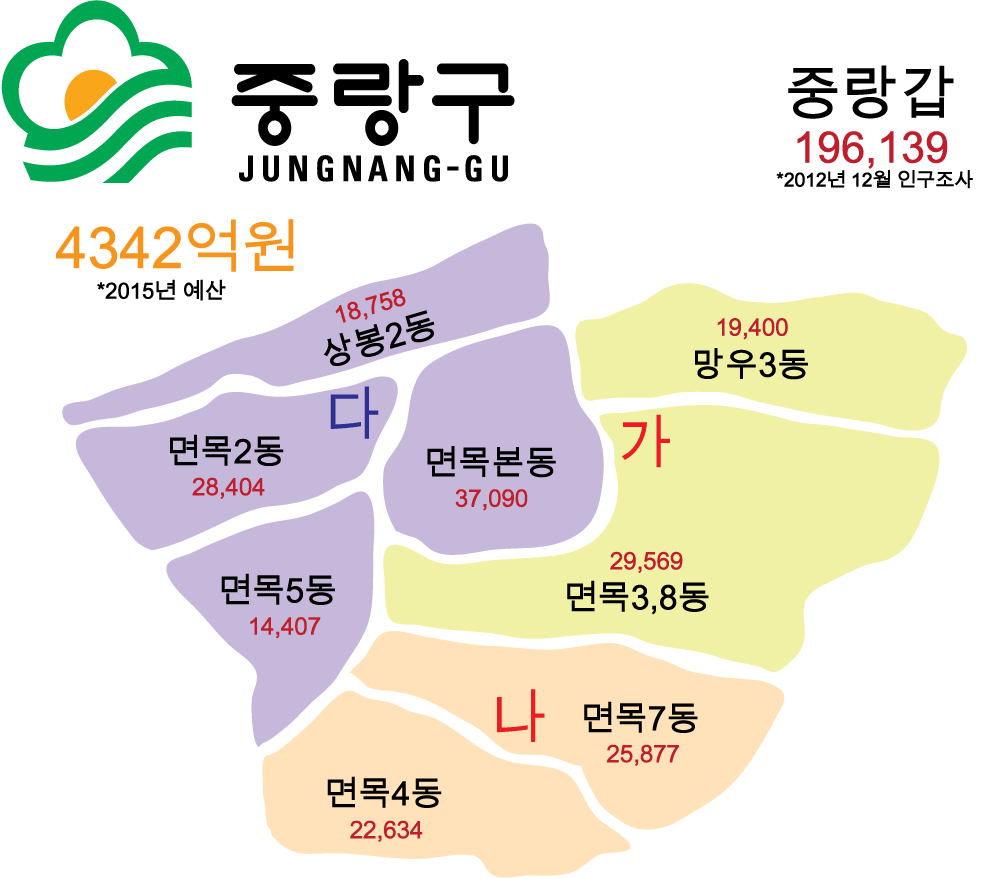 중랑구
JUNGNANG-GU
중랑갑
196,139
*2012년 12월 인구조사
4342억원
*2015년 예산
18,758
상봉2동
19,400
망우3동
다
가
면목2동
28,404
면목본동
37,090
29,569
면목3,8동
면목5동
14,407
나
면목7동
25,877
면목4동
22,634